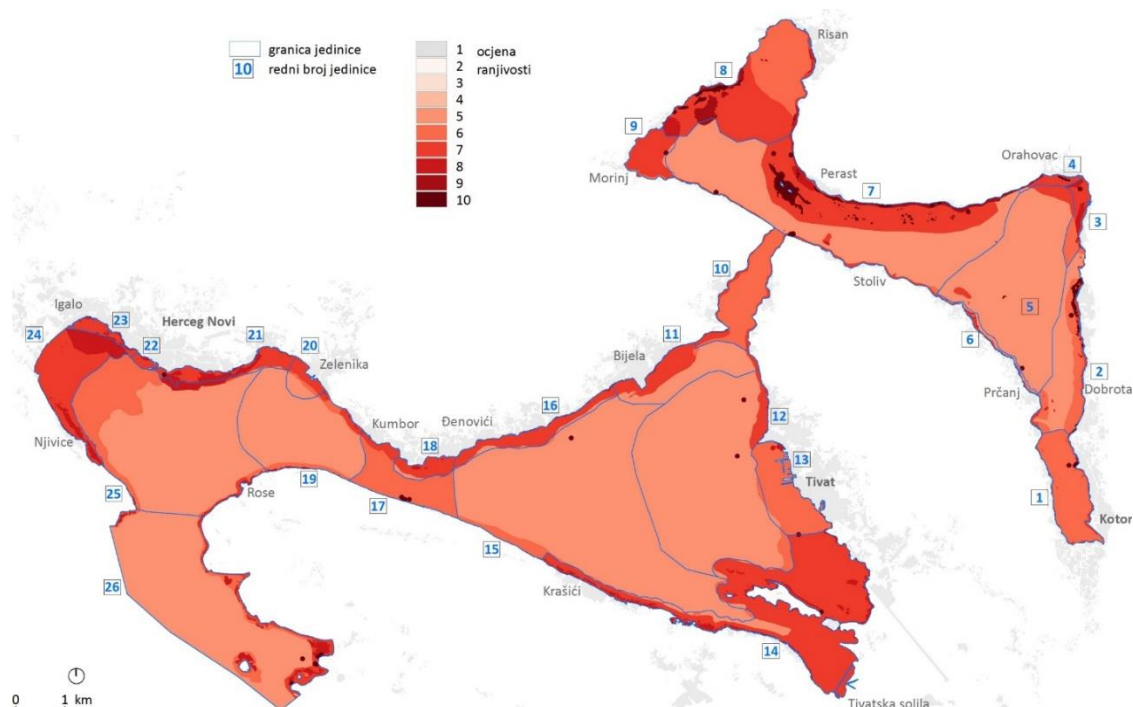 granica jedinice
10 redni broj jedinice
1 ocjena
2 ranjivosti
3
4
5
6
7
8
9
10
Risan
8
9
Morinj
Perast
7
Orahovac
4
3
10
Stoliv
5
6
2
Prčanj
Dobrota
1
Kotor
Igalo
24
23
22
Herceg Novi
21
20
Zelenika
11
Bijela
Kumbor
Đenovići
16
18
12
13
Tivat
Njivice
25
Rose
19
17
15
26
Krašići
14
Tivatska solila
0 1 km